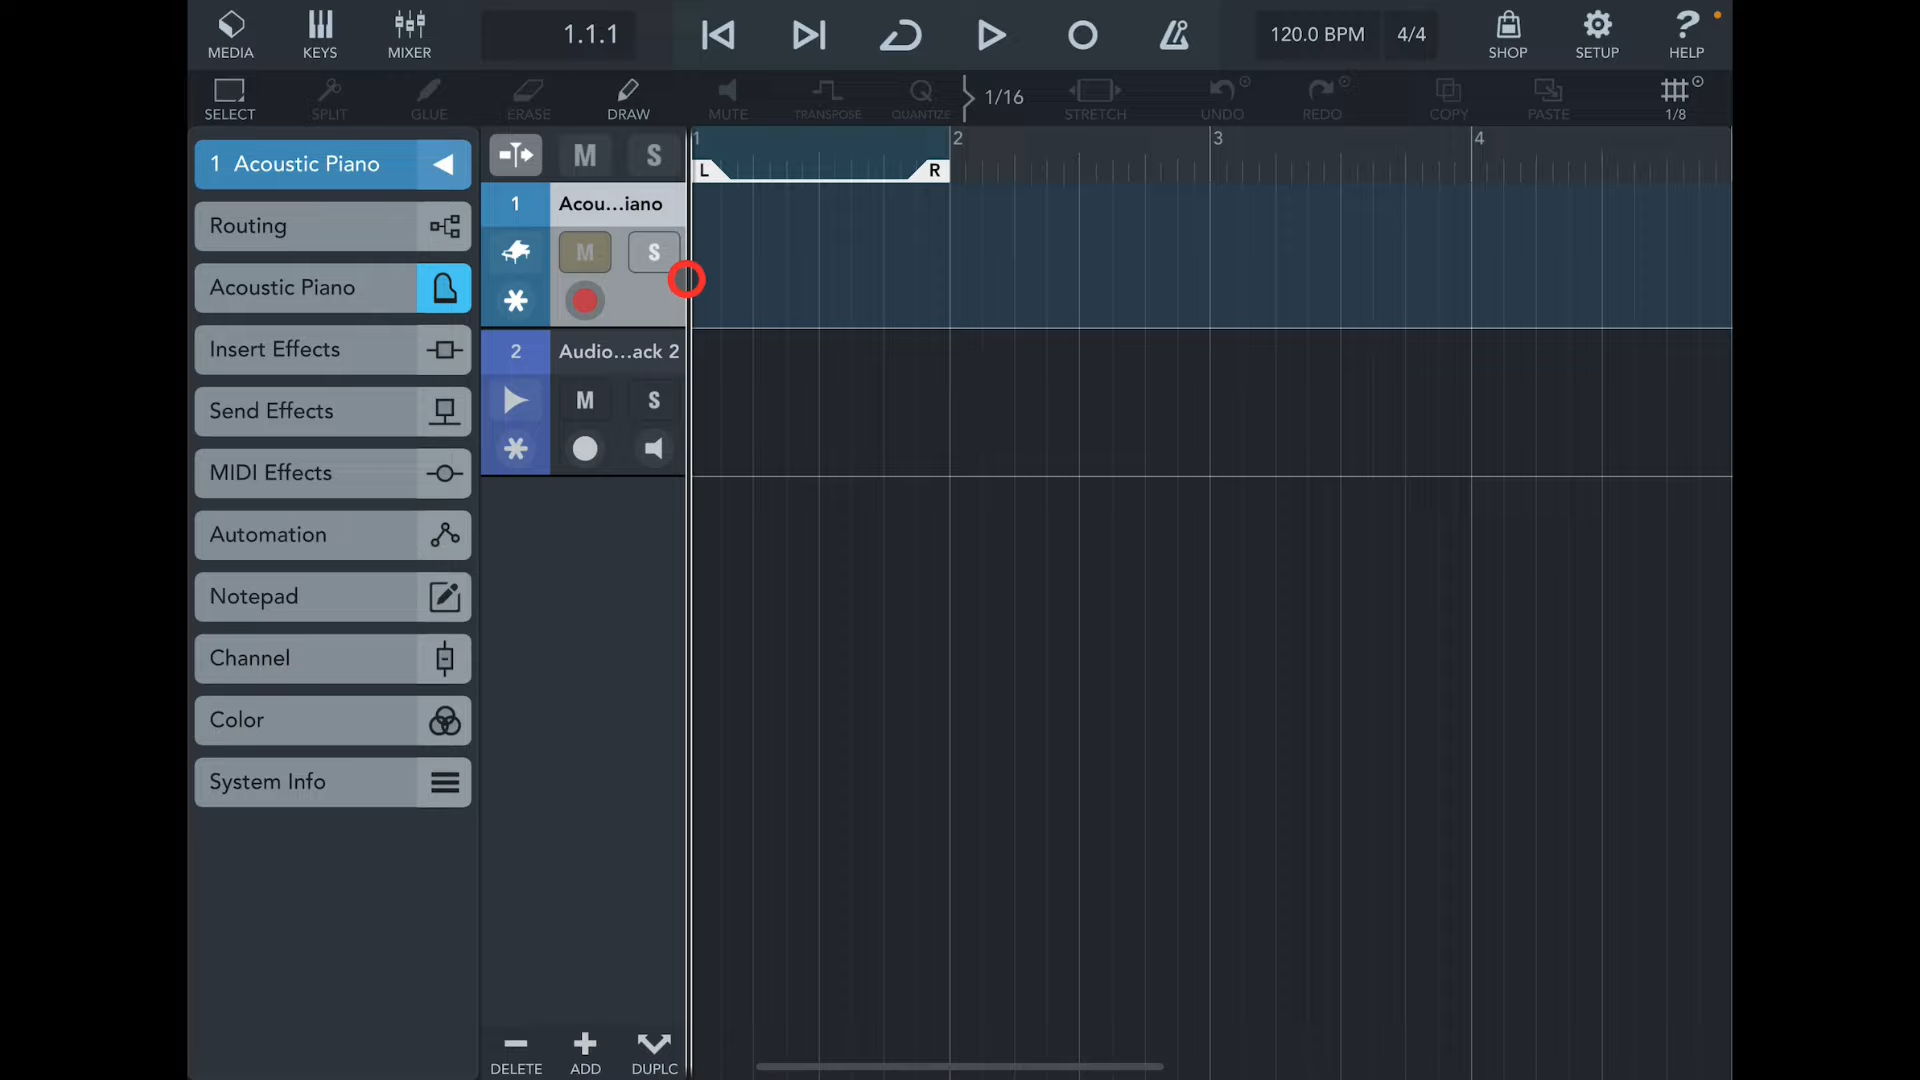 MEDIA KEYS MIXER 1.1.1 120.0 BPM 4/4 SHOP SETUP HELP
SELECT SPLIT GLUE ERASE DRAW MUTE TRANSPOSE Q QUANTIZE 1/16 STRETCH UNDO REDO COPY PASTE 1/8
1 Acoustic Piano
Routing
Acoustic Piano
Insert Effects
Send Effects
MIDI Effects
Automation
Notepad
Channel
Color
System Info
M S
1 Acou...iano
M S
2 Audio...ack 2
M S
DELETE ADD DUPLC
1 2 3 4
L R